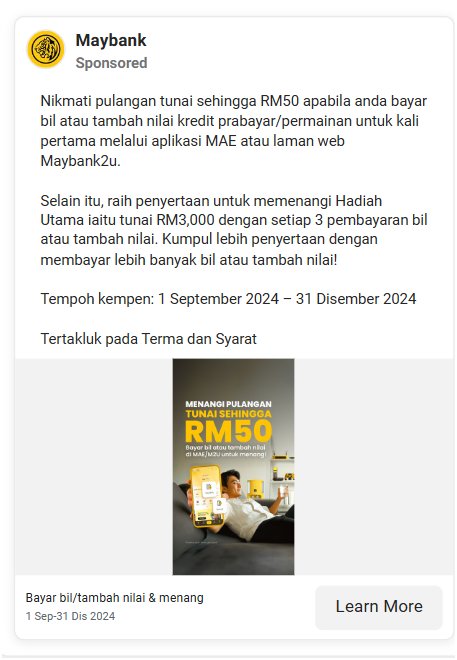 Maybank
Sponsored
Nikmati pulangan tunai sehingga RM50 apabila anda bayar
bil atau tambah nilai kredit prabayar/permainan untuk kali
pertama melalui aplikasi MAE atau laman web
Maybank2u.
Selain itu, raih penyertaan untuk memenangi Hadiah
Utama iaitu tunai RM3,000 dengan setiap 3 pembayaran bil
atau tambah nilai. Kumpul lebih penyertaan dengan
membayar lebih banyak bil atau tambah nilai!
Tempoh kempen: 1 September 2024 – 31 Disember 2024
Tertakluk pada Terma dan Syarat
MENANGI PULANGAN
TUNAI SEHINGGA
RM50
Bayar bil atau tambah nilai
di MAE/M2U untuk menang!
Bayar bil/tambah nilai & menang
1 Sep-31 Dis 2024
Learn More